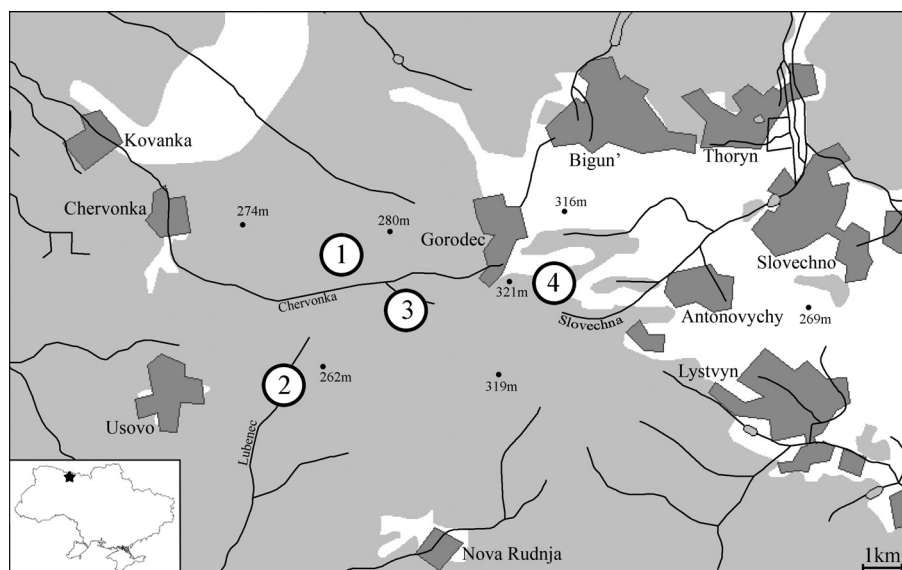 Kovanka
Bigun'
Thoryn
Chervonka
274m
280m
316m
Gorodec
1
Slovechno
321m
4
Chervonka
3
Slovechna
Antonovychy
269m
262m
2
319m
Lystvyn
Usovo
Lubenec
Nova Rudnja
1km